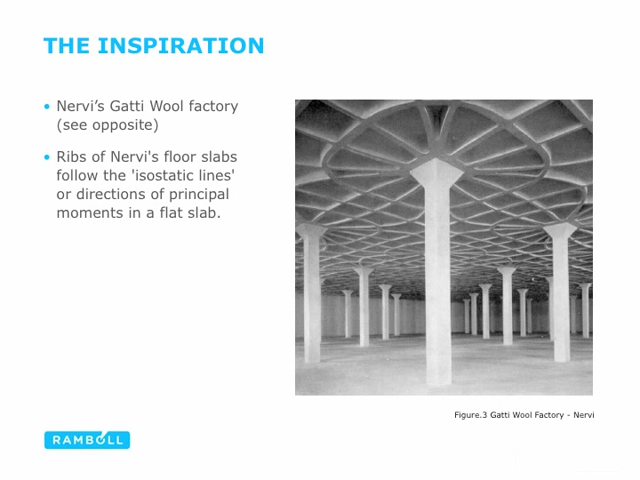 THE INSPIRATION
• Nervi’s Gatti Wool factory
(see opposite)
• Ribs of Nervi's floor slabs
follow the 'isostatic lines'
or directions of principal
moments in a flat slab.
Figure.3 Gatti Wool Factory - Nervi
RAMBOLL